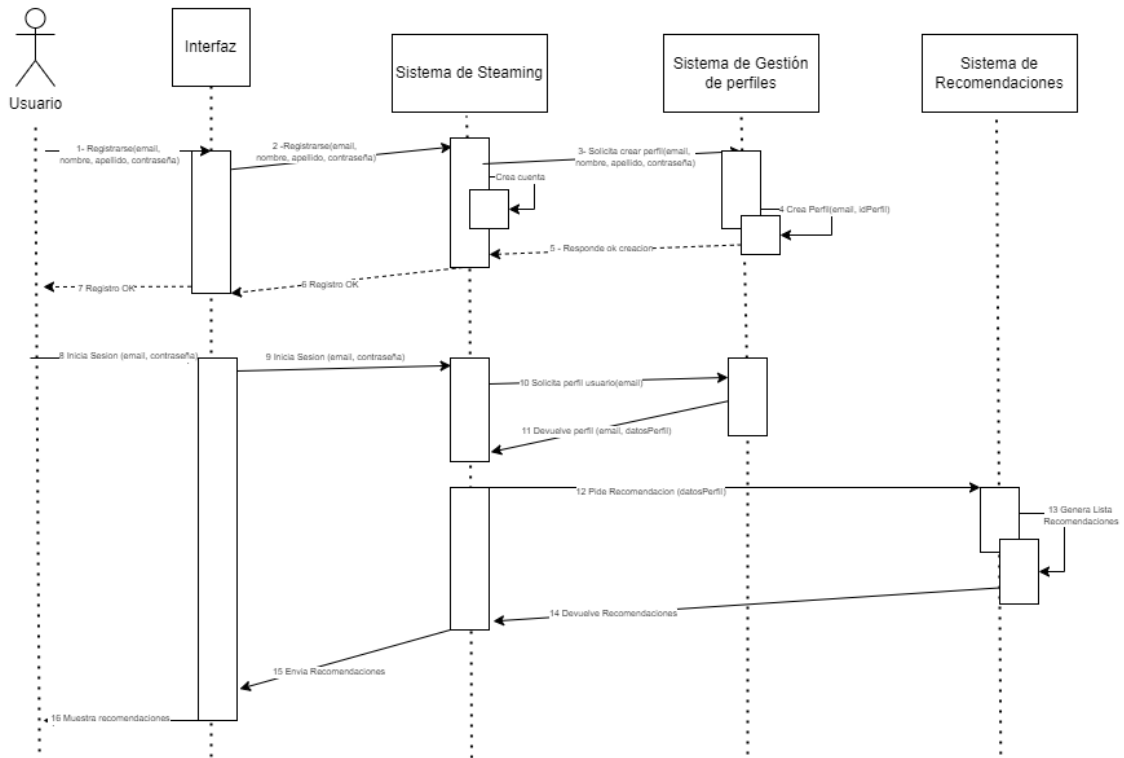 Usuario
Interfaz
Sistema de Steaming
Sistema de Gestión
de perfiles
Sistema de
Recomendaciones
1- Registrarse(email,
nombre, apellido, contraseña)
2 -Registrarse(email,
nombre, apellido, contraseña)
3- Solicita crear perfil(email,
nombre, apellido, contraseña)
Crea cuenta
4 Crea Perfil(email, idPerfil)
5 - Responde ok creacion
6 Registro OK
7 Registro OK
8 Inicia Sesion (email, contraseña)
9 Inicia Sesion (email, contraseña)
10 Solicita perfil usuario(email)
11 Devuelve perfil (email, datosPerfil)
12 Pide Recomendacion (datosPerfil)
13 Genera Lista
Recomendaciones
14 Devuelve Recomendaciones
15 Envia Recomendaciones
16 Muestra recomendaciones